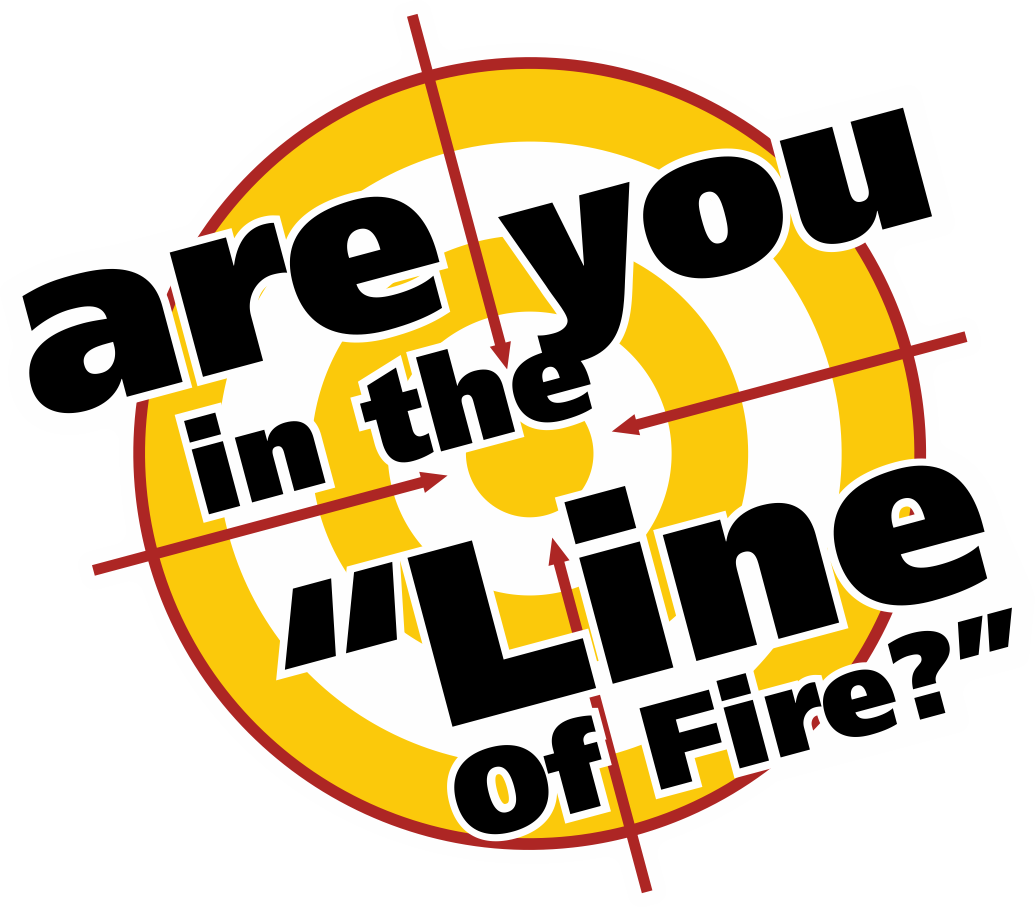 are you
in the
“Line
Of Fire?”